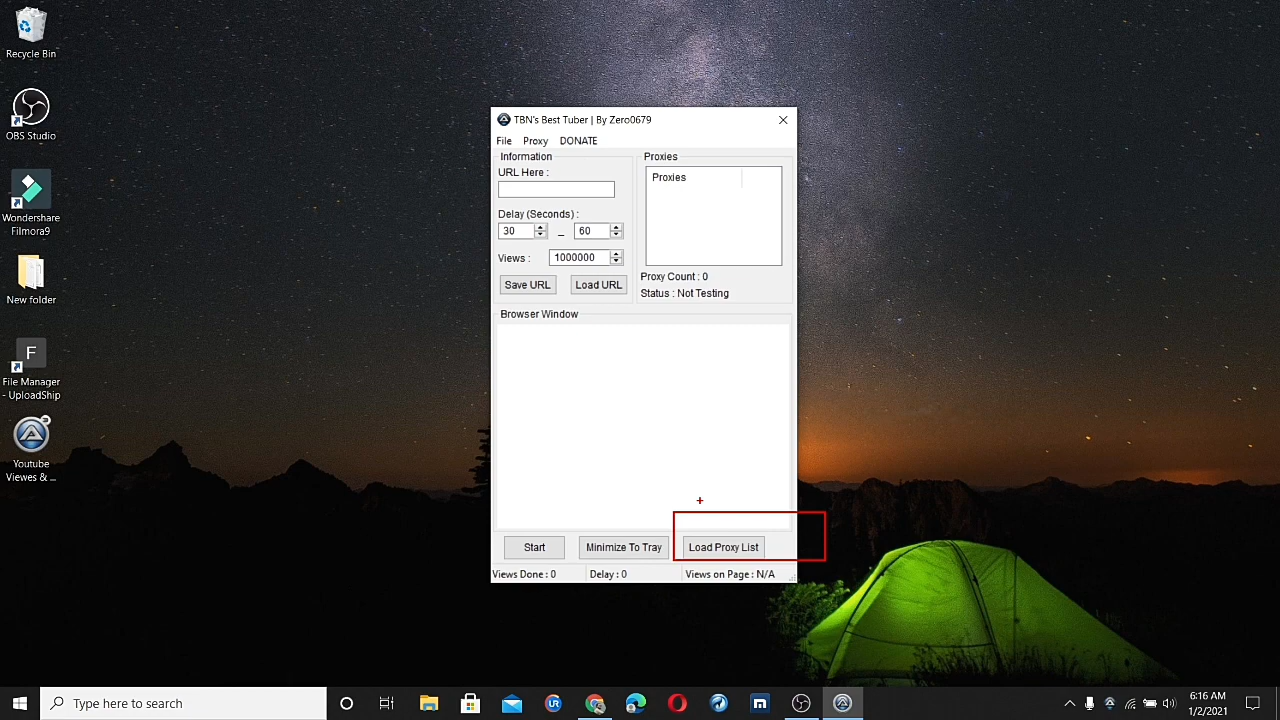 Recycle Bin
OBS Studio
Wondershare
Filmora9
New folder
F
File Manager
- UploadShip
Youtube
Viewes & ...
TBN's Best Tuber | By Zero0679
File Proxy DONATE
Information
URL Here :
Delay (Seconds) :
30 _ 60
Views : 1000000
Save URL Load URL
Proxies
Proxies
Proxy Count : 0
Status : Not Testing
Browser Window
Start Minimize To Tray Load Proxy List
Views Done : 0 Delay : 0 Views on Page : N/A
Type here to search
UR
6:16 AM
1/2/2021